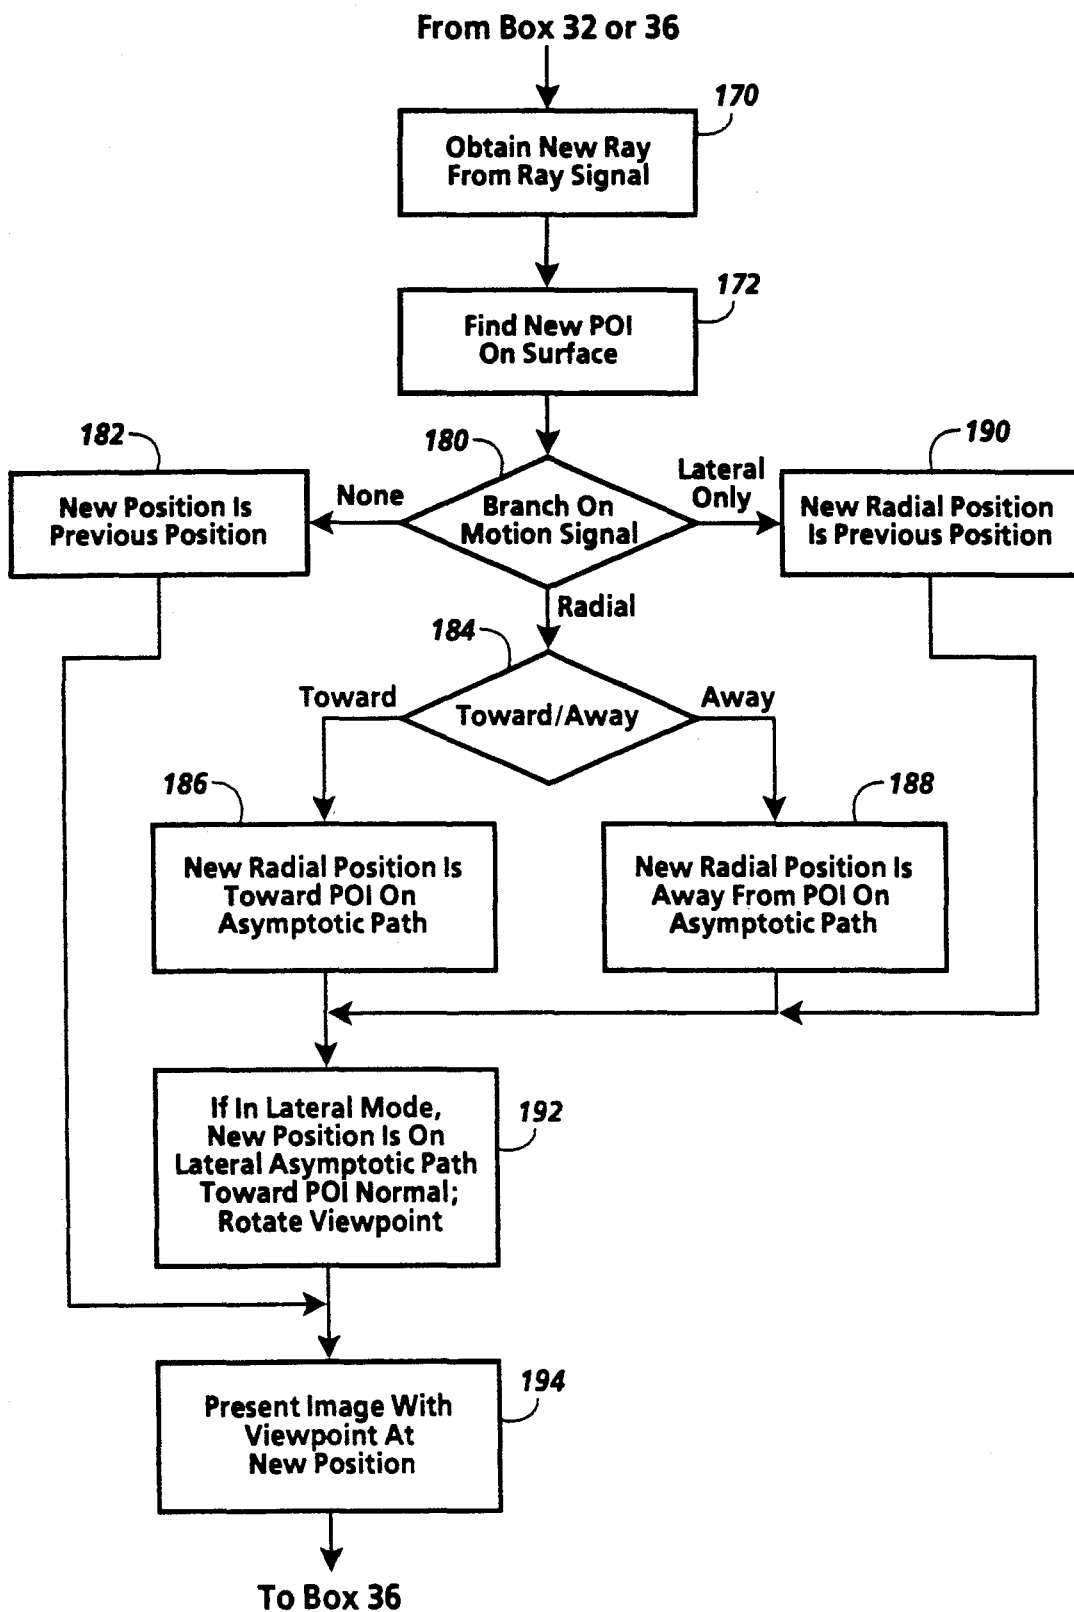 From Box 32 or 36
170
Obtain New Ray
From Ray Signal
172
Find New POI
On Surface
182
180
190
New Position Is
Previous Position
None
Branch On
Motion Signal
Lateral
Only
New Radial Position
Is Previous Position
Radial
184
Toward
Toward/Away
Away
186
188
New Radial Position Is
Toward POI On
Asymptotic Path
New Radial Position Is
Away From POI On
Asymptotic Path
If In Lateral Mode,
New Position Is On
Lateral Asymptotic Path
Toward POI Normal;
Rotate Viewpoint
192
194
Present Image With
Viewpoint At
New Position
To Box 36